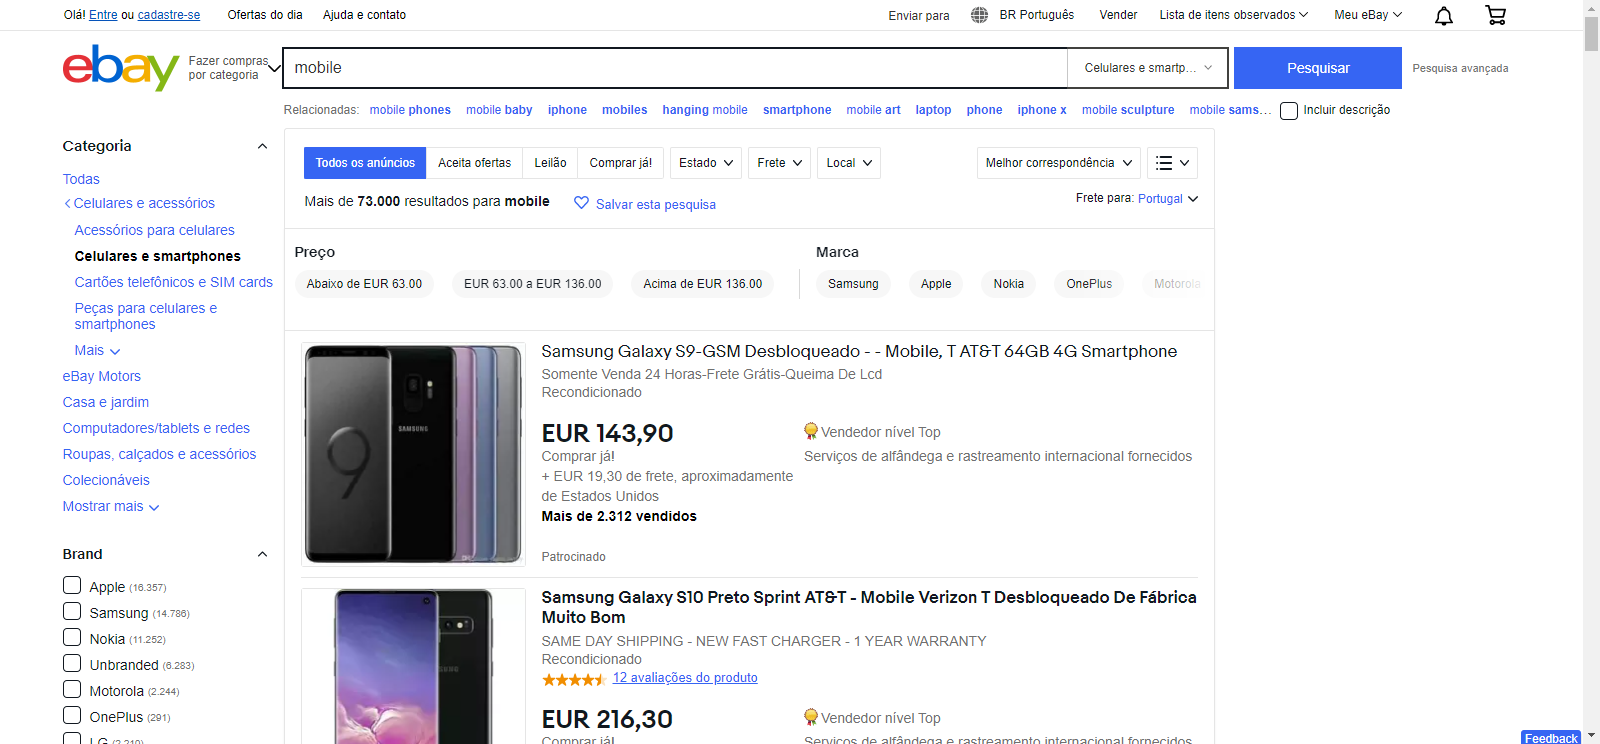 Olá! Entre ou cadastre-se
Ofertas do dia
Ajuda e contato
Enviar para
BR Português
Vender
Lista de itens observados
Meu eBay
ebay
Fazer compras
por categoria
mobile
Celulares e smartp...
Pesquisar
Pesquisa avançada
Relacionadas: mobile phones mobile baby iphone mobiles hanging mobile smartphone mobile art laptop phone iphone x mobile sculpture mobile sams...
Incluir descrição
Categoria
Todas
Celulares e acessórios
Acessórios para celulares
Celulares e smartphones
Cartões telefônicos e SIM cards
Peças para celulares e
smartphones
Mais
eBay Motors
Casa e jardim
Computadores/tablets e redes
Roupas, calçados e acessórios
Colecionáveis
Mostrar mais
Brand
Apple (16.357)
Samsung (14.786)
Nokia (11.252)
Unbranded (6.283)
Motorola (2.244)
OnePlus (291)
LG (2.210)
Todos os anúncios
Aceita ofertas
Leilão
Comprar já!
Estado
Frete
Local
Melhor correspondência
Mais de 73.000 resultados para mobile
Salvar esta pesquisa
Frete para: Portugal
Preço
Abaixo de EUR 63.00
EUR 63.00 a EUR 136.00
Acima de EUR 136.00
Marca
Samsung
Apple
Nokia
OnePlus
Motorola
SAMSUNG
9
Samsung Galaxy S9-GSM Desbloqueado - - Mobile, T AT&T 64GB 4G Smartphone
Somente Venda 24 Horas-Frete Grátis-Queima De Lcd
Recondicionado
EUR 143,90
Comprar já!
+ EUR 19,30 de frete, aproximadamente
de Estados Unidos
Mais de 2.312 vendidos
Patrocinado
Vendedor nível Top
Serviços de alfândega e rastreamento internacional fornecidos
Samsung Galaxy S10 Preto Sprint AT&T - Mobile Verizon T Desbloqueado De Fábrica
Muito Bom
SAME DAY SHIPPING - NEW FAST CHARGER - 1 YEAR WARRANTY
Recondicionado
12 avaliações do produto
EUR 216,30
Comprar já!
Vendedor nível Top
Serviços de alfândega e rastreamento internacional fornecidos
SAMSUNG
Feedback